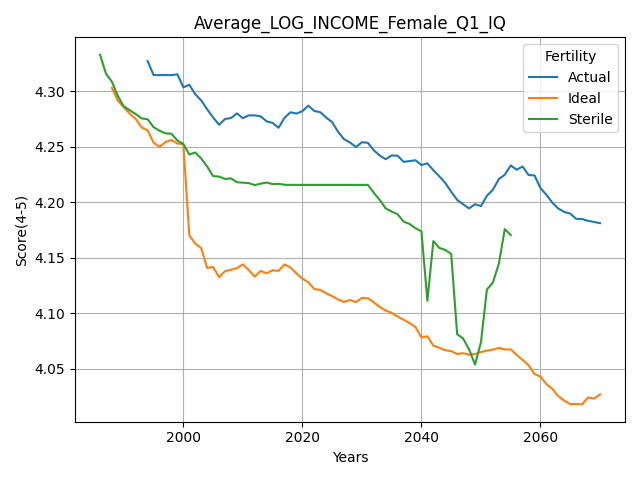 Average_LOG_INCOME_Female_Q1_IQ
Fertility
Actual
Ideal
Sterile
Score(4-5)
4.30
4.25
4.20
4.15
4.10
4.05
2000
2020
2040
2060
Years